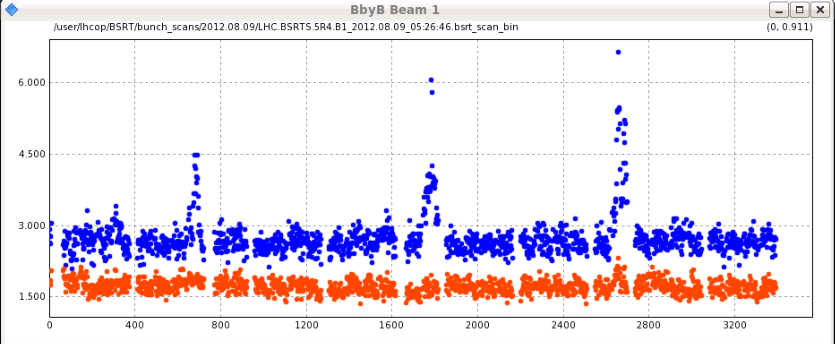 BbyB Beam 1
/user/lhcop/BSRT/bunch_scans/2012.08.09/LHC.BSRTS.5R4.B1_2012.08.09_05:26:46.bsrt_scan_bin (0, 0.911)
6.000
4.500
3.000
1.500
0 400 800 1200 1600 2000 2400 2800 3200